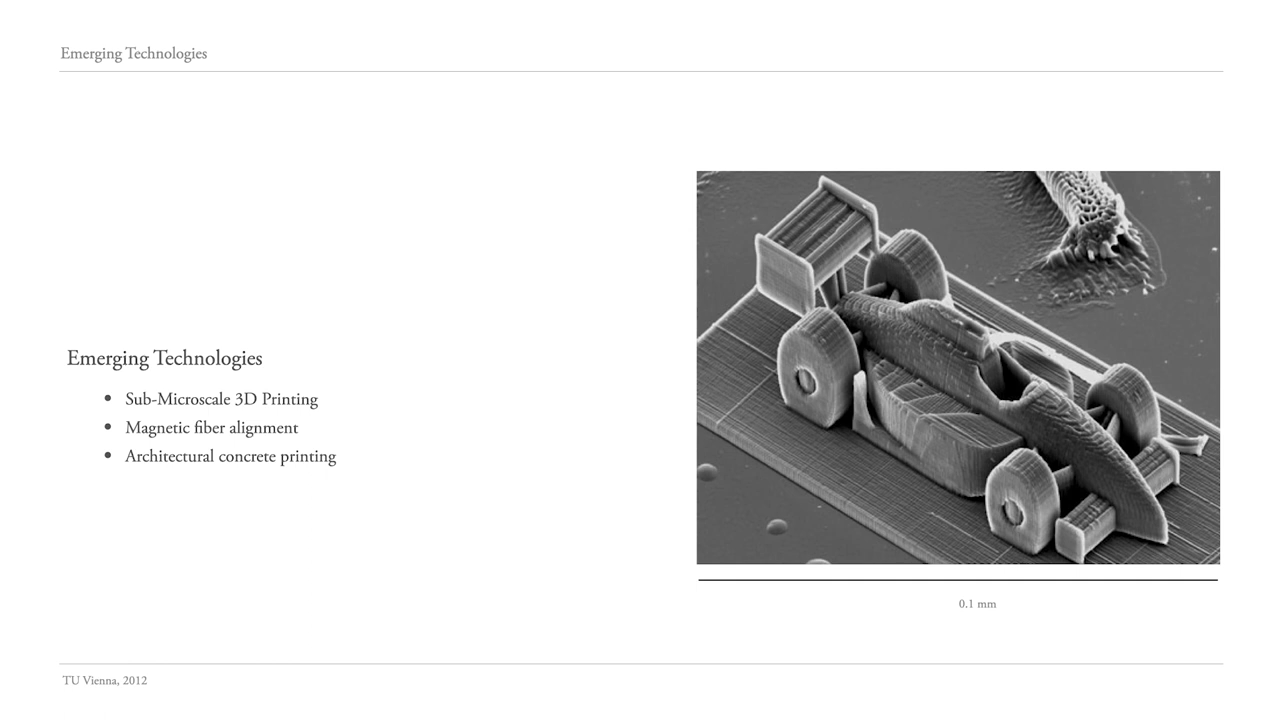 Emerging Technologies
Emerging Technologies
• Sub-Microscale 3D Printing
• Magnetic fiber alignment
• Architectural concrete printing
0.1 mm
TU Vienna, 2012